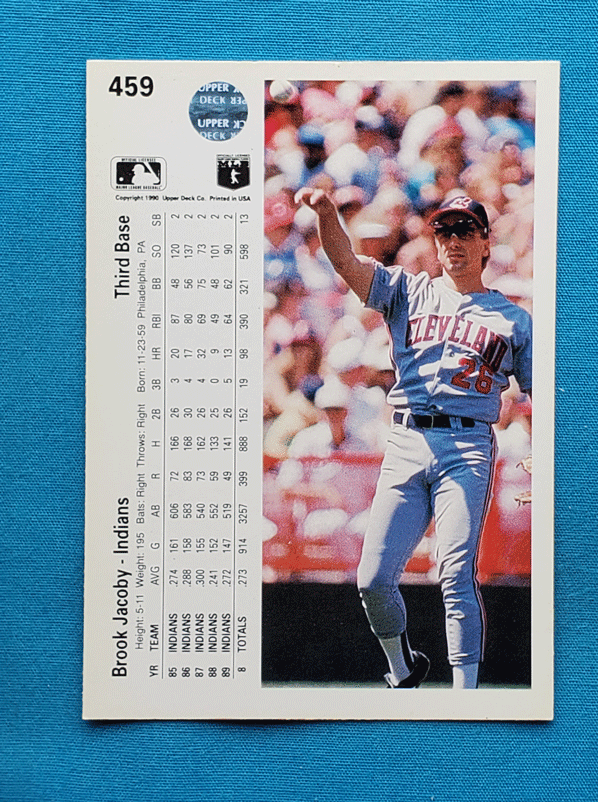 459
UPPER
DECK
UPPER DECK
DECK
OFFICIAL LICENSEE
MAJOR LEAGUE BASEBALL
Copyright 1990 Upper Deck Co. Printed in USA
Brook Jacoby - Indians Third Base
Height: 5-11 Weight: 195 Bats: Right Throws: Right Born: 11-23-59 Philadelphia, PA
YR TEAM AVG G AB R H 2B 3B HR RBI BB SO SB
85 INDIANS .274 161 606 72 166 26 3 20 87 48 120 2
86 INDIANS .288 158 583 83 168 30 4 17 80 56 137 2
87 INDIANS .300 155 540 73 162 26 4 32 69 75 73 2
88 INDIANS .241 152 552 59 133 25 0 9 49 48 101 2
89 INDIANS .272 147 519 49 141 26 5 13 64 62 90 2
8 TOTALS .273 914 3257 399 888 152 19 98 390 321 598 13
CLEVELAND
26